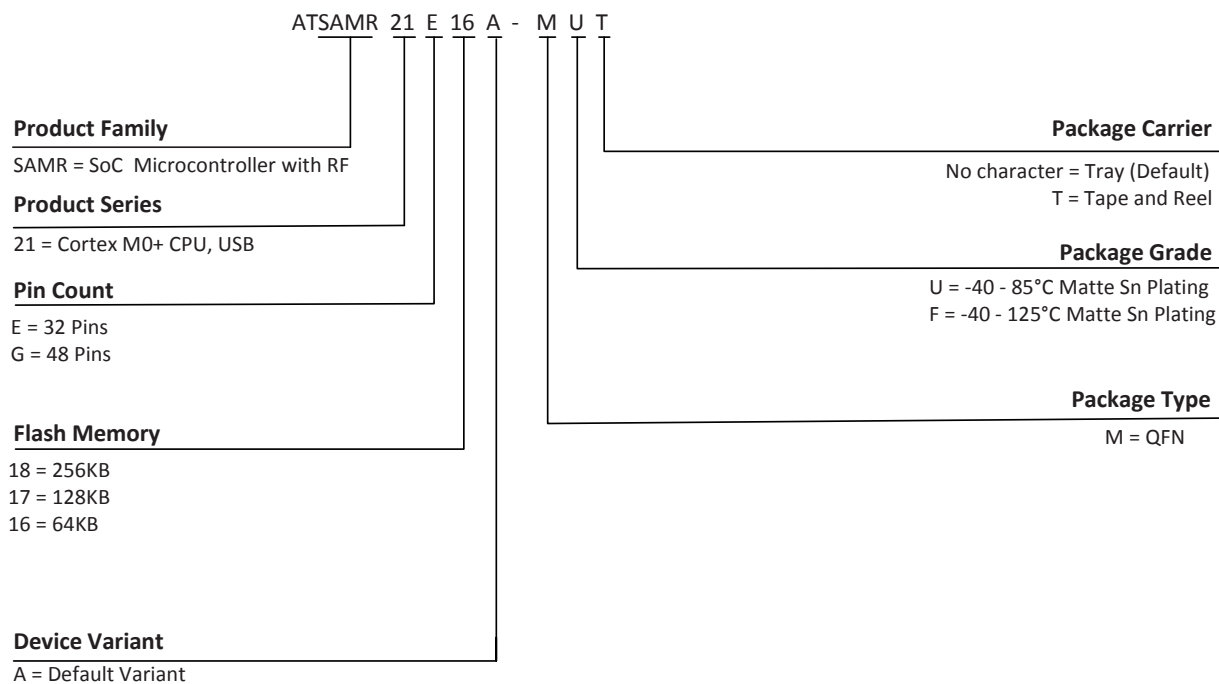 ATSAMR 21 E 16 A - M U T
Product Family
SAMR = SoC Microcontroller with RF
Product Series
21 = Cortex M0+ CPU, USB
Pin Count
E = 32 Pins
G = 48 Pins
Flash Memory
18 = 256KB
17 = 128KB
16 = 64KB
Device Variant
A = Default Variant
Package Carrier
No character = Tray (Default)
T = Tape and Reel
Package Grade
U = -40 - 85°C Matte Sn Plating
F = -40 - 125°C Matte Sn Plating
Package Type
M = QFN